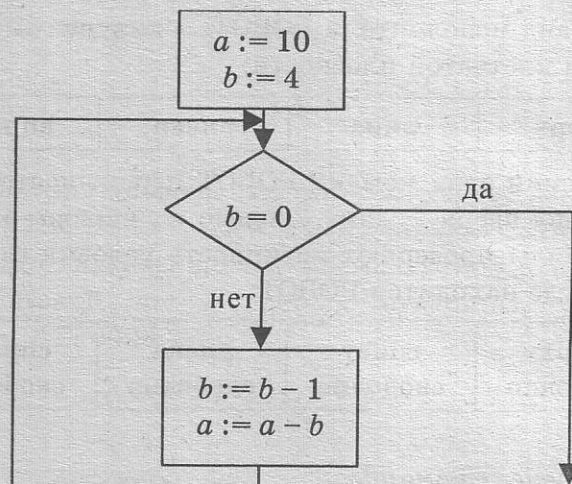 a := 10
b := 4
b = 0
да
нет
b := b − 1
a := a − b